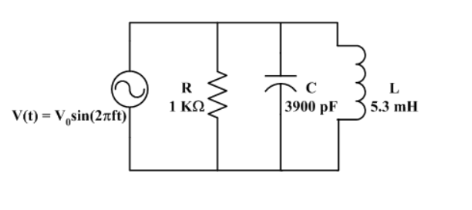 R
1 KΩ
C
3900 pF
L
5.3 mH
V(t) = V₀sin(2πft)